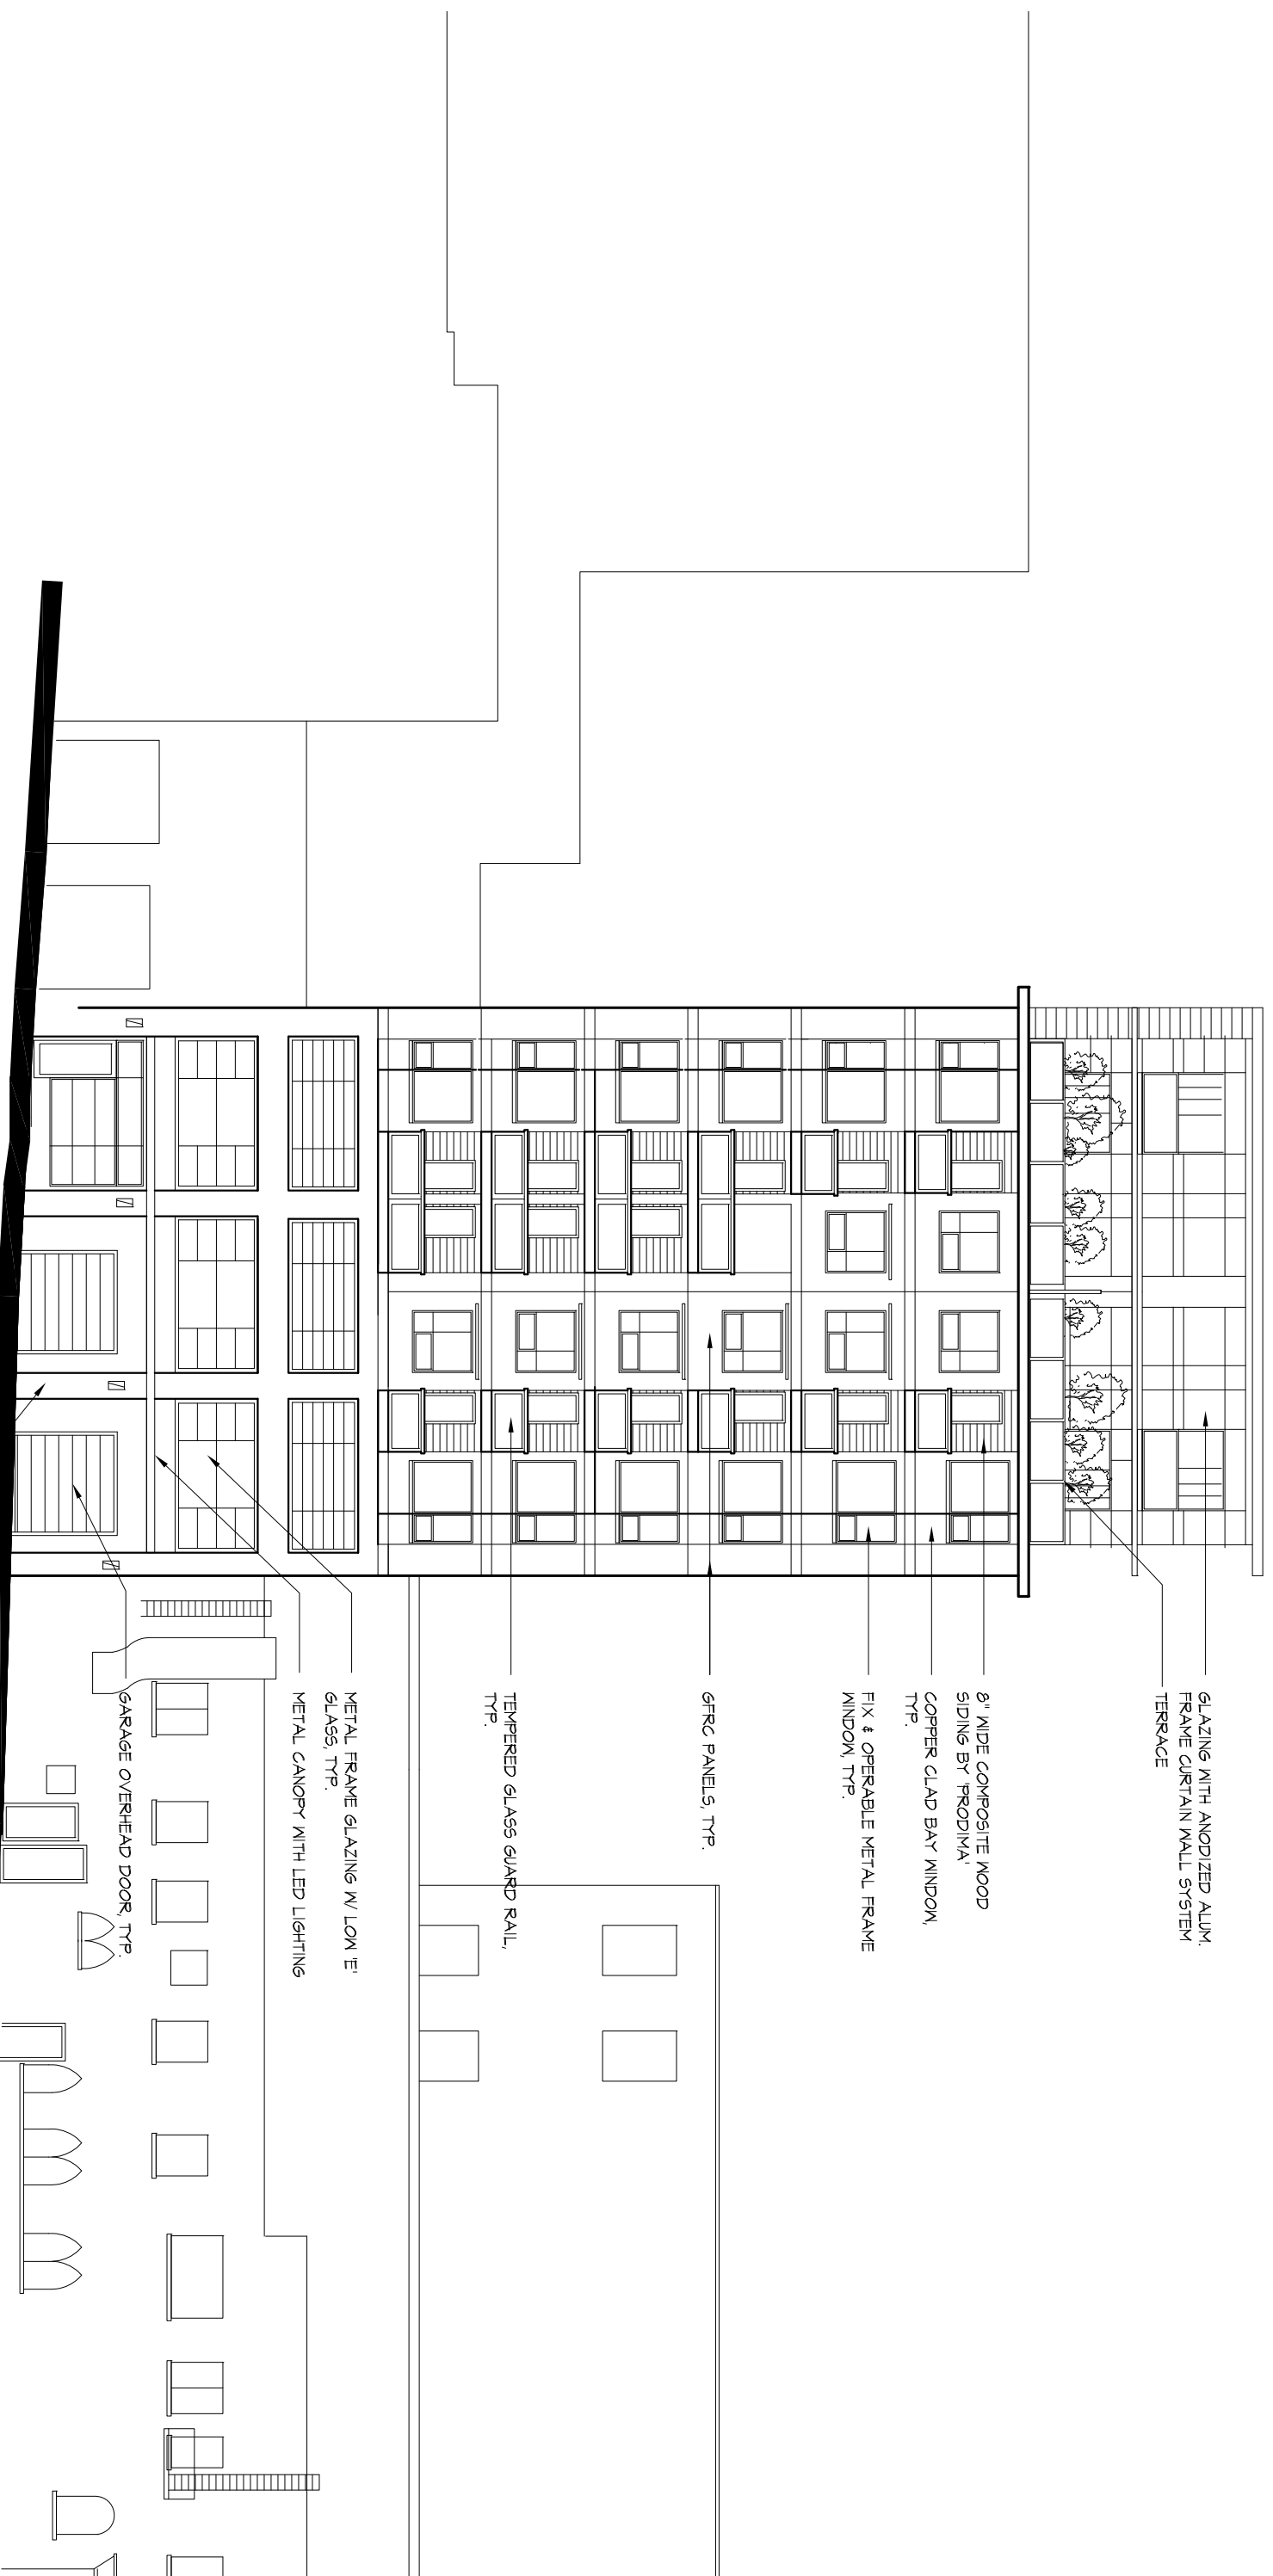 GLAZING WITH ANODIZED ALUM.
FRAME CURTAIN WALL SYSTEM
TERRACE
8" WIDE COMPOSITE WOOD
SIDING BY 'PRODIMA'
COPPER CLAD BAY WINDOW,
TYP.
FIX & OPERABLE METAL FRAME
WINDOW, TYP.
GFRC PANELS, TYP.
TEMPERED GLASS GUARD RAIL,
TYP.
METAL FRAME GLAZING W/ LOW 'E'
GLASS, TYP.
METAL CANOPY WITH LED LIGHTING
GARAGE OVERHEAD DOOR, TYP.